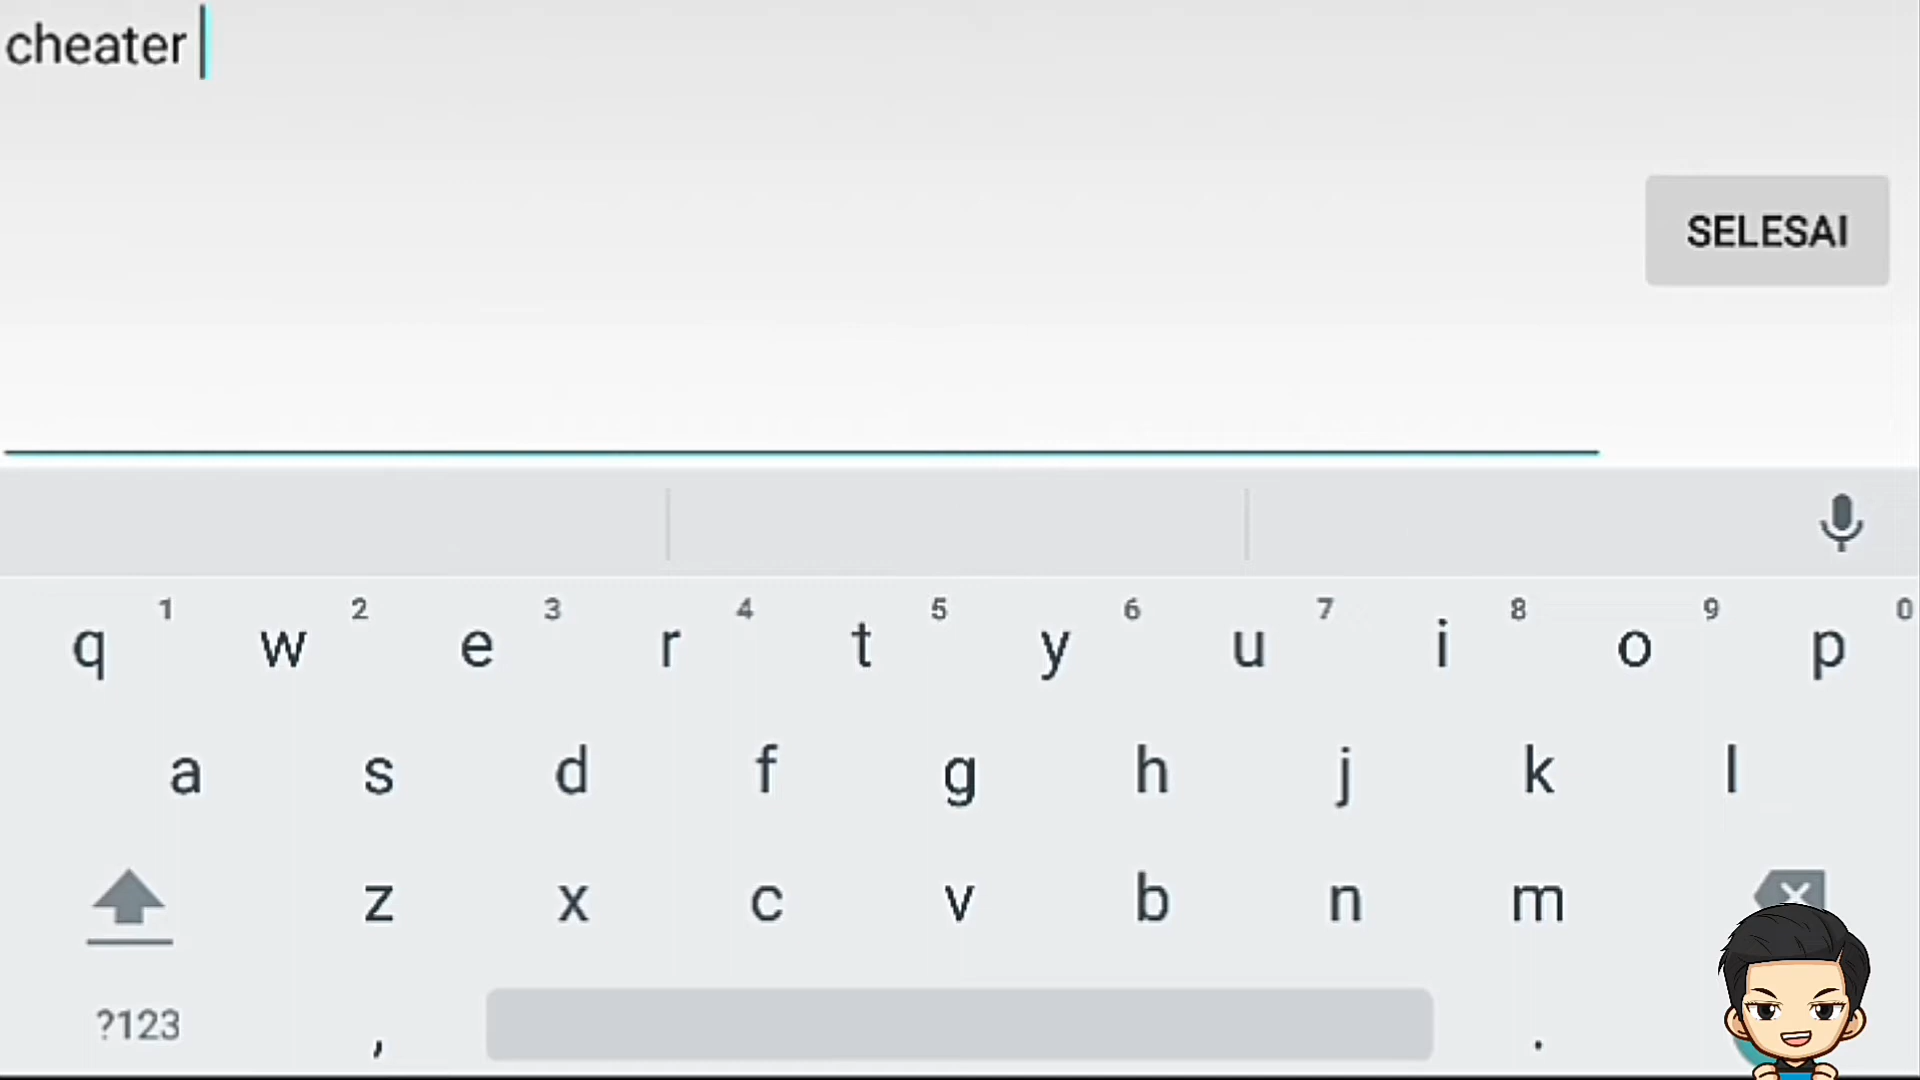 cheater
SELESAI
1 2 3 4 5 6 7 8 9 0
q w e r t y u i o p
a s d f g h j k l
z x c v b n m
?123 , .